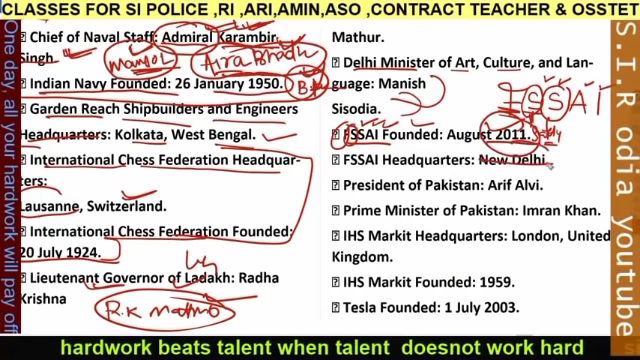 CLASSES FOR SI POLICE ,RI ,ARI,AMIN,ASO ,CONTRACT TEACHER & OSSTET
One day, all your hardwork will pay off
Chief of Naval Staff: Admiral Karambir
Singh
Indian Navy Founded: 26 January 1950.
Garden Reach Shipbuilders and Engineers
Headquarters: Kolkata, West Bengal.
International Chess Federation Headquar-
ters:
Lausanne, Switzerland.
International Chess Federation Founded:
20 July 1924.
Lieutenant Governor of Ladakh: Radha
Krishna
R.K
Mathur.
Delhi Minister of Art, Culture, and Lan-
guage: Manish
Sisodia.
FSSAI Founded: August 2011.
FSSAI Headquarters: New Delhi.
President of Pakistan: Arif Alvi.
Prime Minister of Pakistan: Imran Khan.
IHS Markit Headquarters: London, United
Kingdom.
IHS Markit Founded: 1959.
Tesla Founded: 1 July 2003.
S.I.R odia youtube
hardwork beats talent when talent doesnot work hard